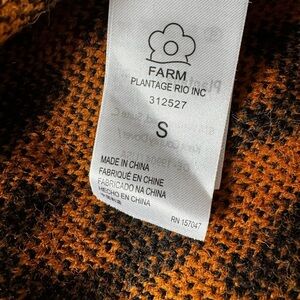 FARM
PLANTAGE RIO INC
312527
S
MADE IN CHINA
FABRIQUÉ EN CHINE
FABRICADO NA CHINA
HECHO EN CHINA
RN 157047